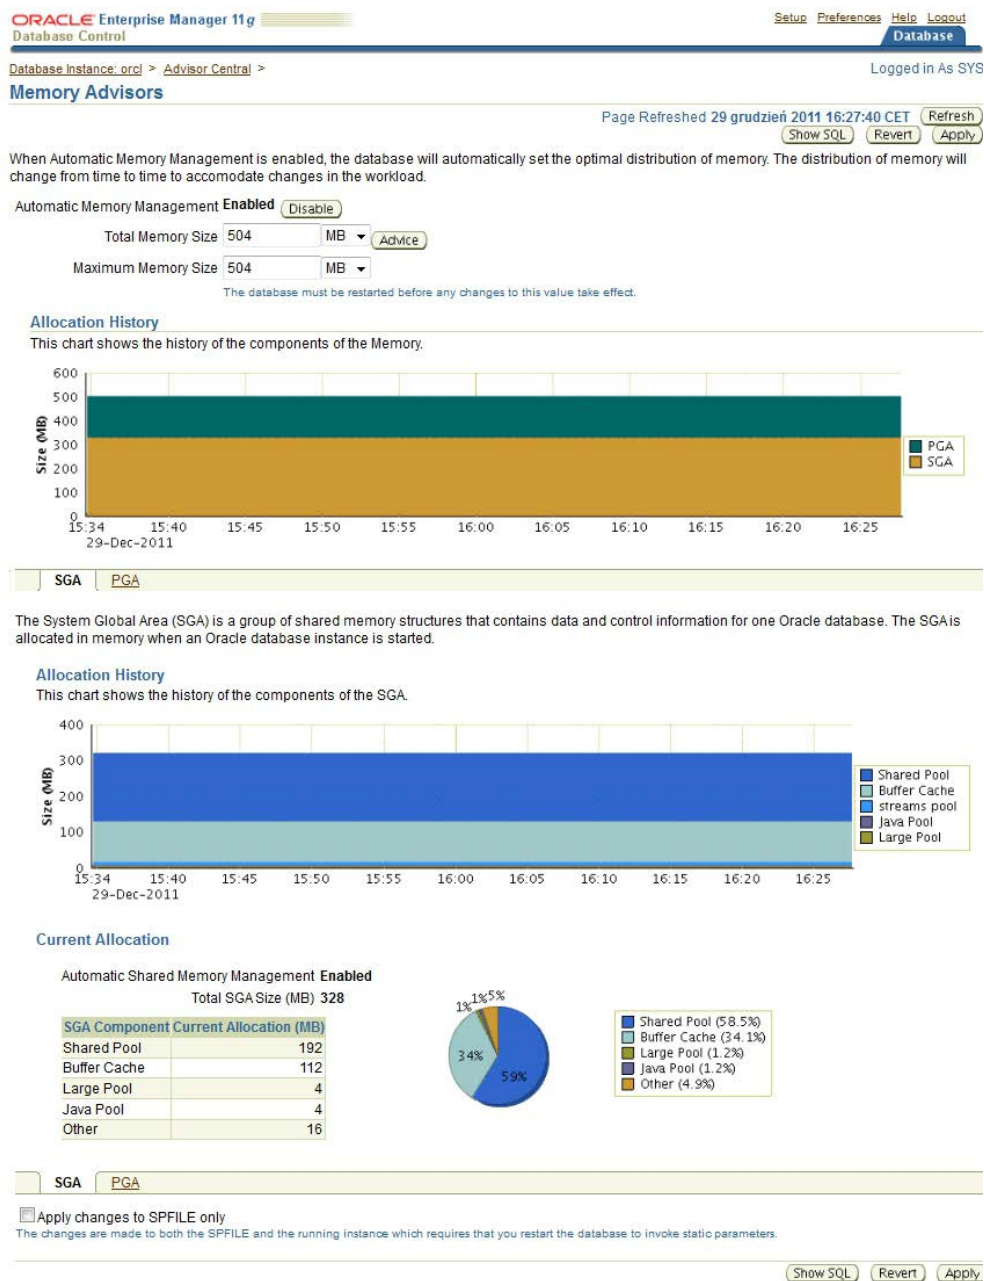 ORACLE Enterprise Manager 11g
Database Control
Setup Preferences Help Logout
Database
Database Instance: orcl > Advisor Central >
Logged in As SYS
Memory Advisors
Page Refreshed 29 grudzień 2011 16:27:40 CET Refresh
Show SQL Revert Apply
When Automatic Memory Management is enabled, the database will automatically set the optimal distribution of memory. The distribution of memory will
change from time to time to accomodate changes in the workload.
Automatic Memory Management Enabled Disable
Total Memory Size 504 MB Advice
Maximum Memory Size 504 MB
The database must be restarted before any changes to this value take effect.
Allocation History
This chart shows the history of the components of the Memory.
600
500
400
300
200
100
0
Size (MB)
15:34 15:40 15:45 15:50 15:55 16:00 16:05 16:10 16:15 16:20 16:25
29-Dec-2011
PGA
SGA
SGA PGA
The System Global Area (SGA) is a group of shared memory structures that contains data and control information for one Oracle database. The SGA is
allocated in memory when an Oracle database instance is started.
Allocation History
This chart shows the history of the components of the SGA.
400
300
200
100
0
Size (MB)
15:34 15:40 15:45 15:50 15:55 16:00 16:05 16:10 16:15 16:20 16:25
29-Dec-2011
Shared Pool
Buffer Cache
streams pool
Java Pool
Large Pool
Current Allocation
Automatic Shared Memory Management Enabled
Total SGA Size (MB) 328
SGA Component Current Allocation (MB)
Shared Pool 192
Buffer Cache 112
Large Pool 4
Java Pool 4
Other 16
1% 1% 5%
34%
59%
Shared Pool (58.5%)
Buffer Cache (34.1%)
Large Pool (1.2%)
Java Pool (1.2%)
Other (4.9%)
SGA PGA
Apply changes to SPFILE only
The changes are made to both the SPFILE and the running instance which requires that you restart the database to invoke static parameters.
Show SQL Revert Apply